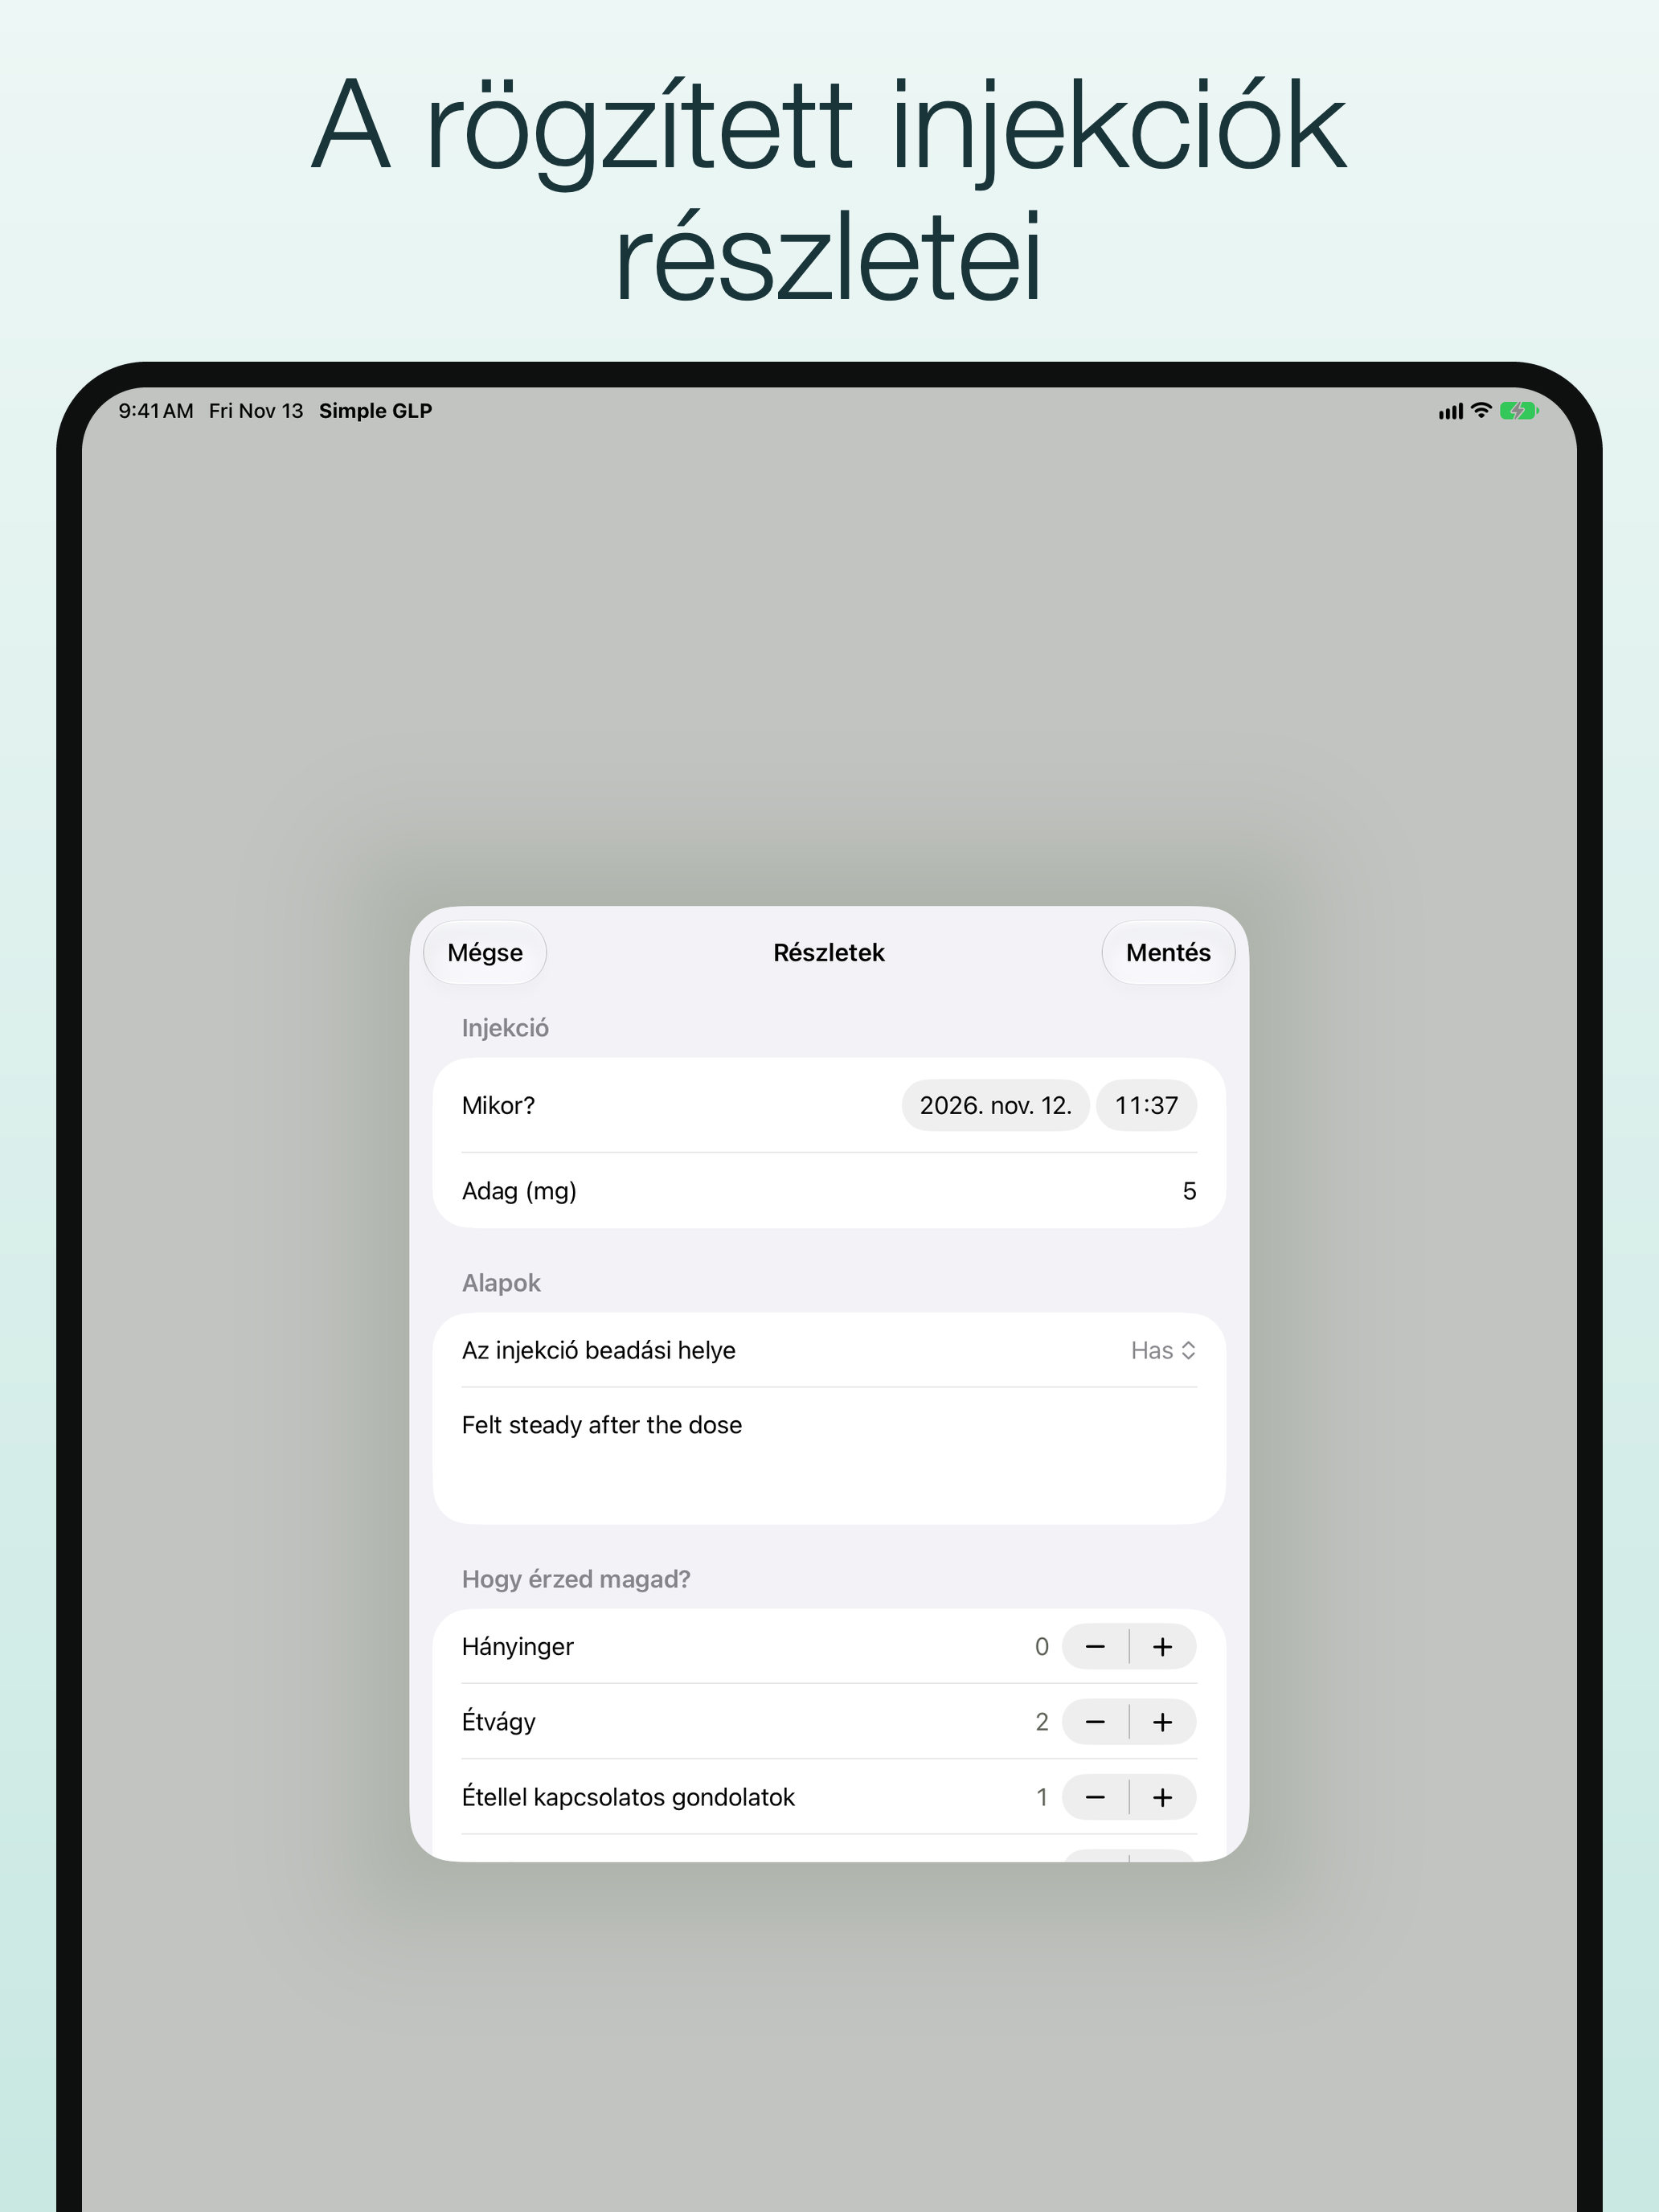 A rögzített injekciók
részletei
9:41 AM Fri Nov 13 Simple GLP
Mégse Részletek Mentés
Injekció
Mikor? 2026. nov. 12. 11:37
Adag (mg) 5
Alapok
Az injekció beadási helye Has
Felt steady after the dose
Hogy érzed magad?
Hányinger 0 − +
Étvágy 2 − +
Étellel kapcsolatos gondolatok 1 − +